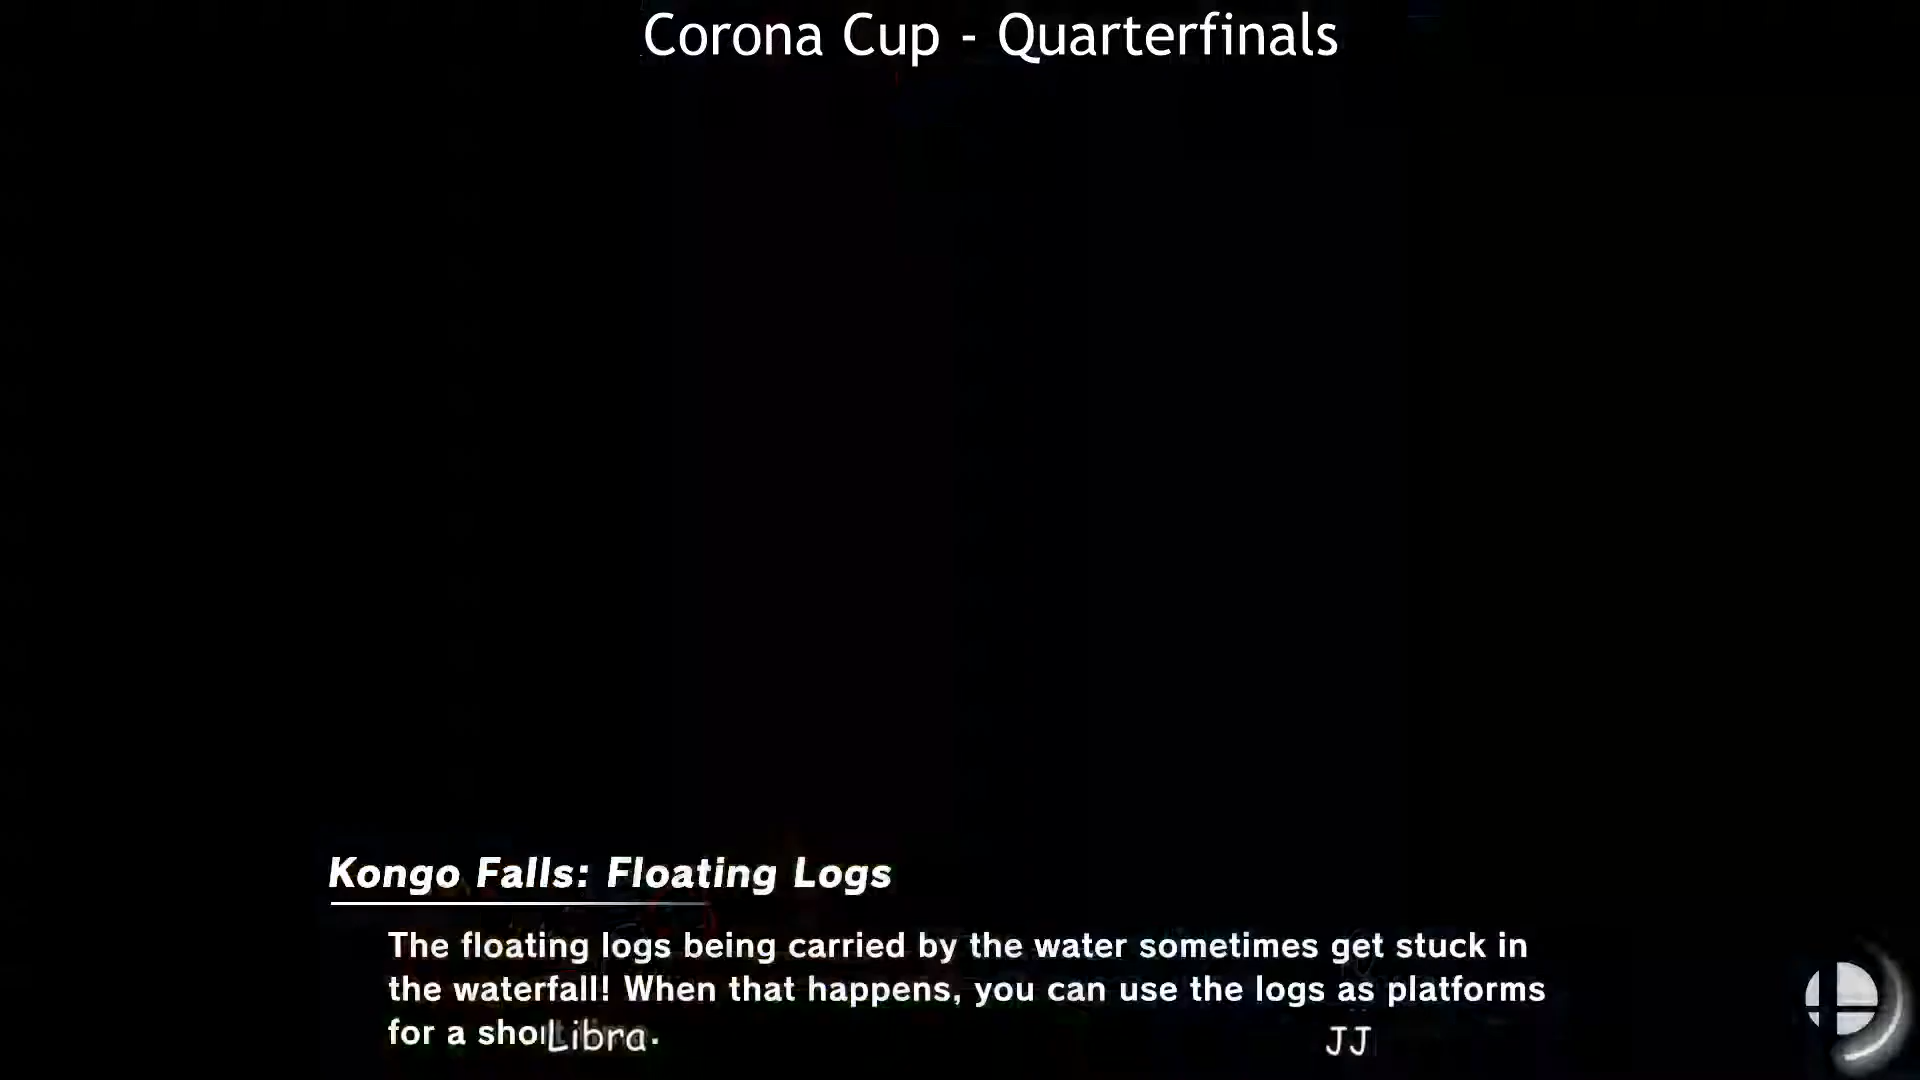 Corona Cup - Quarterfinals
Kongo Falls: Floating Logs
The floating logs being carried by the water sometimes get stuck in
the waterfall! When that happens, you can use the logs as platforms
for a
Libra
JJ